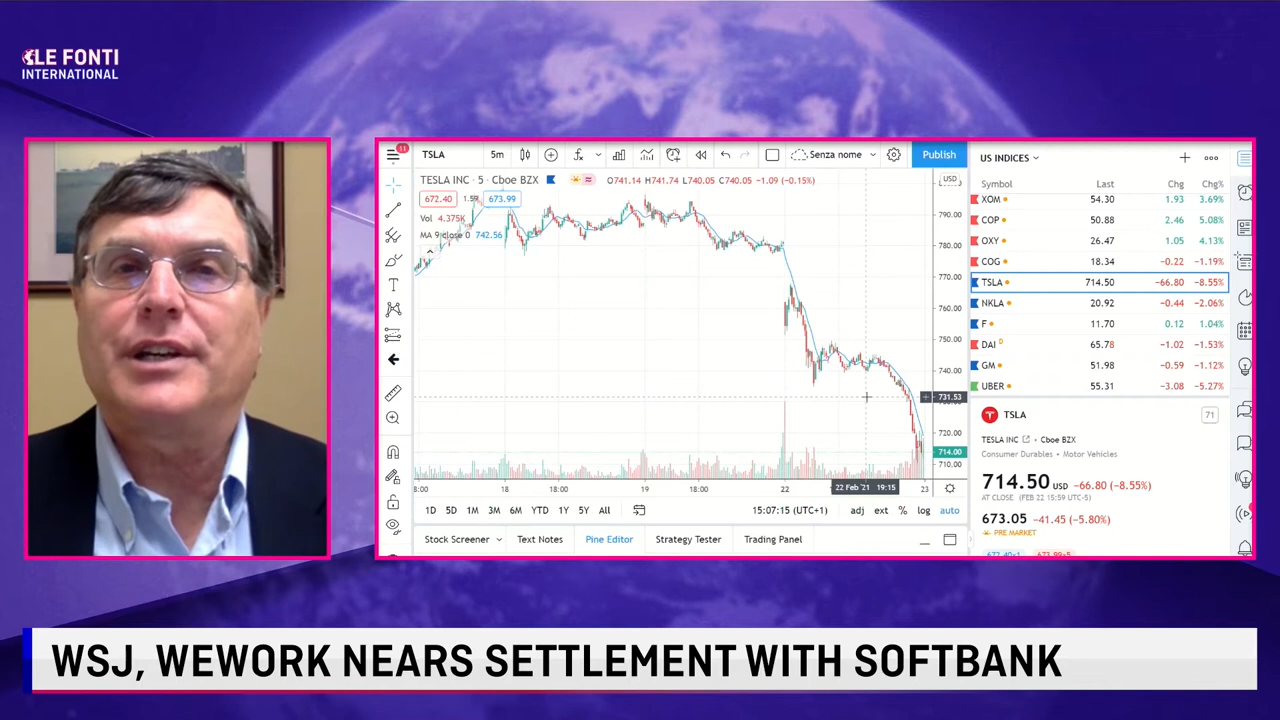 LE FONTI
INTERNATIONAL
11
TSLA
5m
Senza nome
Publish
TESLA INC · 5 · Cboe BZX
O741.14 H741.74 L740.05 C740.05 −1.09 (−0.15%)
672.40
673.99
Vol 4.375K
MA 9 close 0 742.56
USD
790.00
780.00
770.00
750.00
740.00
731.53
720.00
714.00
710.00
18:00
18
18:00
19
18:00
22
22 Feb '21 19:15
23
1D 5D 1M 3M 6M YTD 1Y 5Y All
15:07:15 (UTC+1)
adj ext % log auto
Stock Screener
Text Notes
Pine Editor
Strategy Tester
Trading Panel
US INDICES
Symbol Last Chg Chg%
XOM 54.30 1.93 3.69%
COP 50.88 2.46 5.08%
OXY 26.47 1.05 4.13%
COG 18.34 −0.22 −1.19%
TSLA 714.50 −66.80 −8.55%
NKLA 20.92 −0.44 −2.06%
F 11.70 0.12 1.04%
DAI D 65.78 −1.02 −1.53%
GM 51.98 −0.59 −1.12%
UBER 55.31 −3.08 −5.27%
TSLA
71
TESLA INC Cboe BZX
Consumer Durables • Motor Vehicles
714.50 USD −66.80 (−8.55%)
AT CLOSE (FEB 22 15:59 UTC-5)
673.05 −41.45 (−5.80%)
PRE MARKET
WSJ, WEWORK NEARS SETTLEMENT WITH SOFTBANK